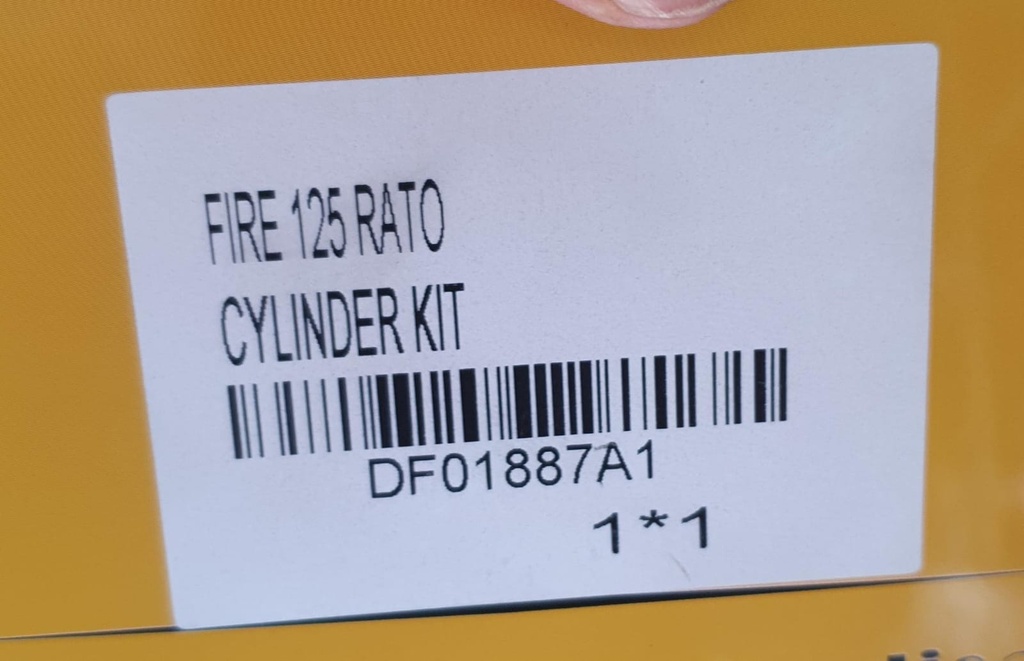 FIRE 125 RATO
CYLINDER KIT
DF01887A1
1*1